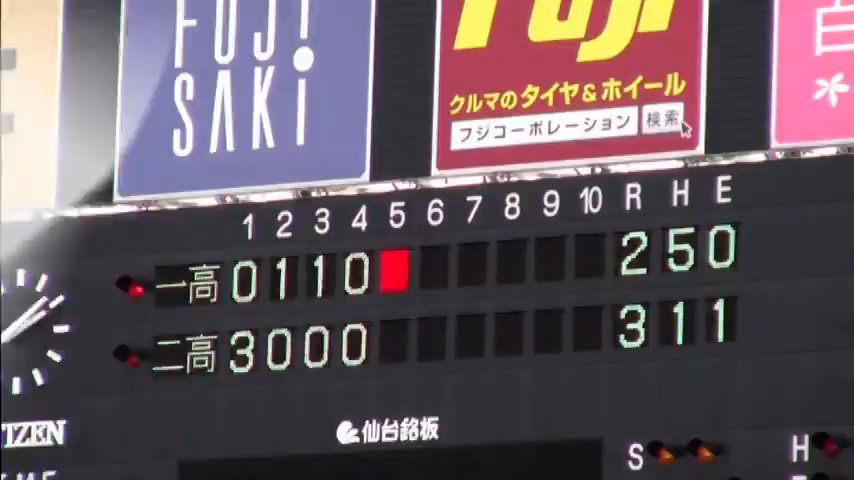 FUJI
SAKi
Fuji
クルマのタイヤ&ホイール
フジコーポレーション 検索
1 2 3 4 5 6 7 8 9 10 R H E
一高 0 1 1 0 2 5 0
二高 3 0 0 0 3 1 1
仙台銘板
S H